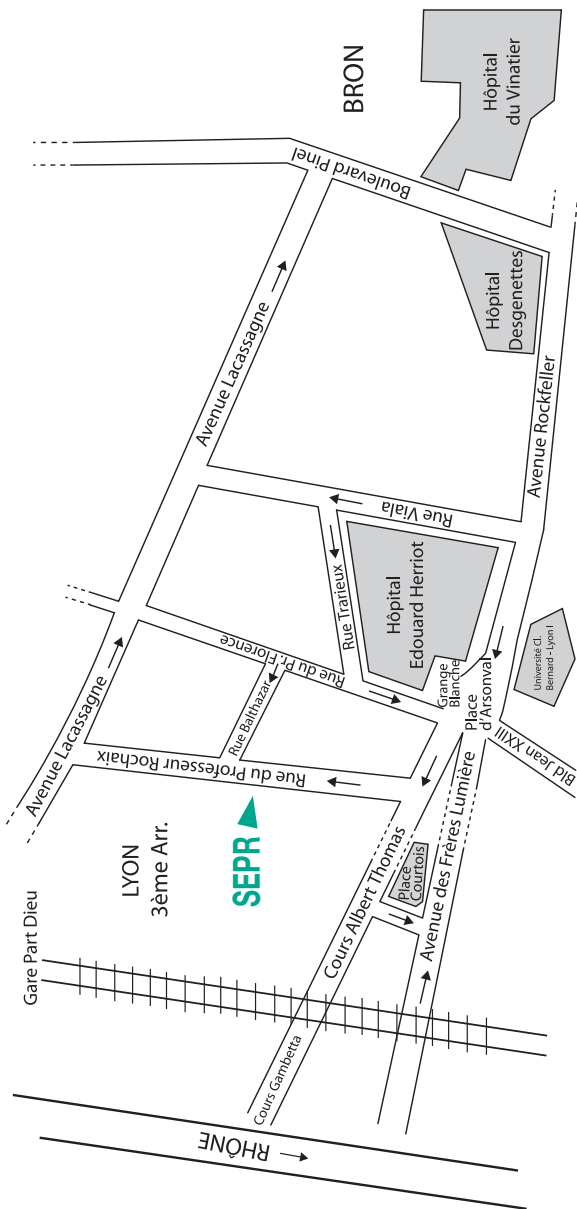 Gare Part Dieu
LYON
3ème Arr.
BRON
Avenue Lacassagne
Avenue Lacassagne
Boulevard Pinel
Hôpital
du Vinatier
Hôpital
Desgenettes
Avenue Rockfeller
Rue Viala
Rue Trarieux
Hôpital
Edouard Herriot
Rue du Pr. Florence
Rue Balthazar
Rue du Professeur Rochaix
SEPR
Grange
Blanche
Place
d'Arsonval
Université Cl.
Bernard - Lyon I
Bld Jean XXIII
Cours Albert Thomas
Place
Courtois
Avenue des Frères Lumière
Cours Gambetta
RHÔNE